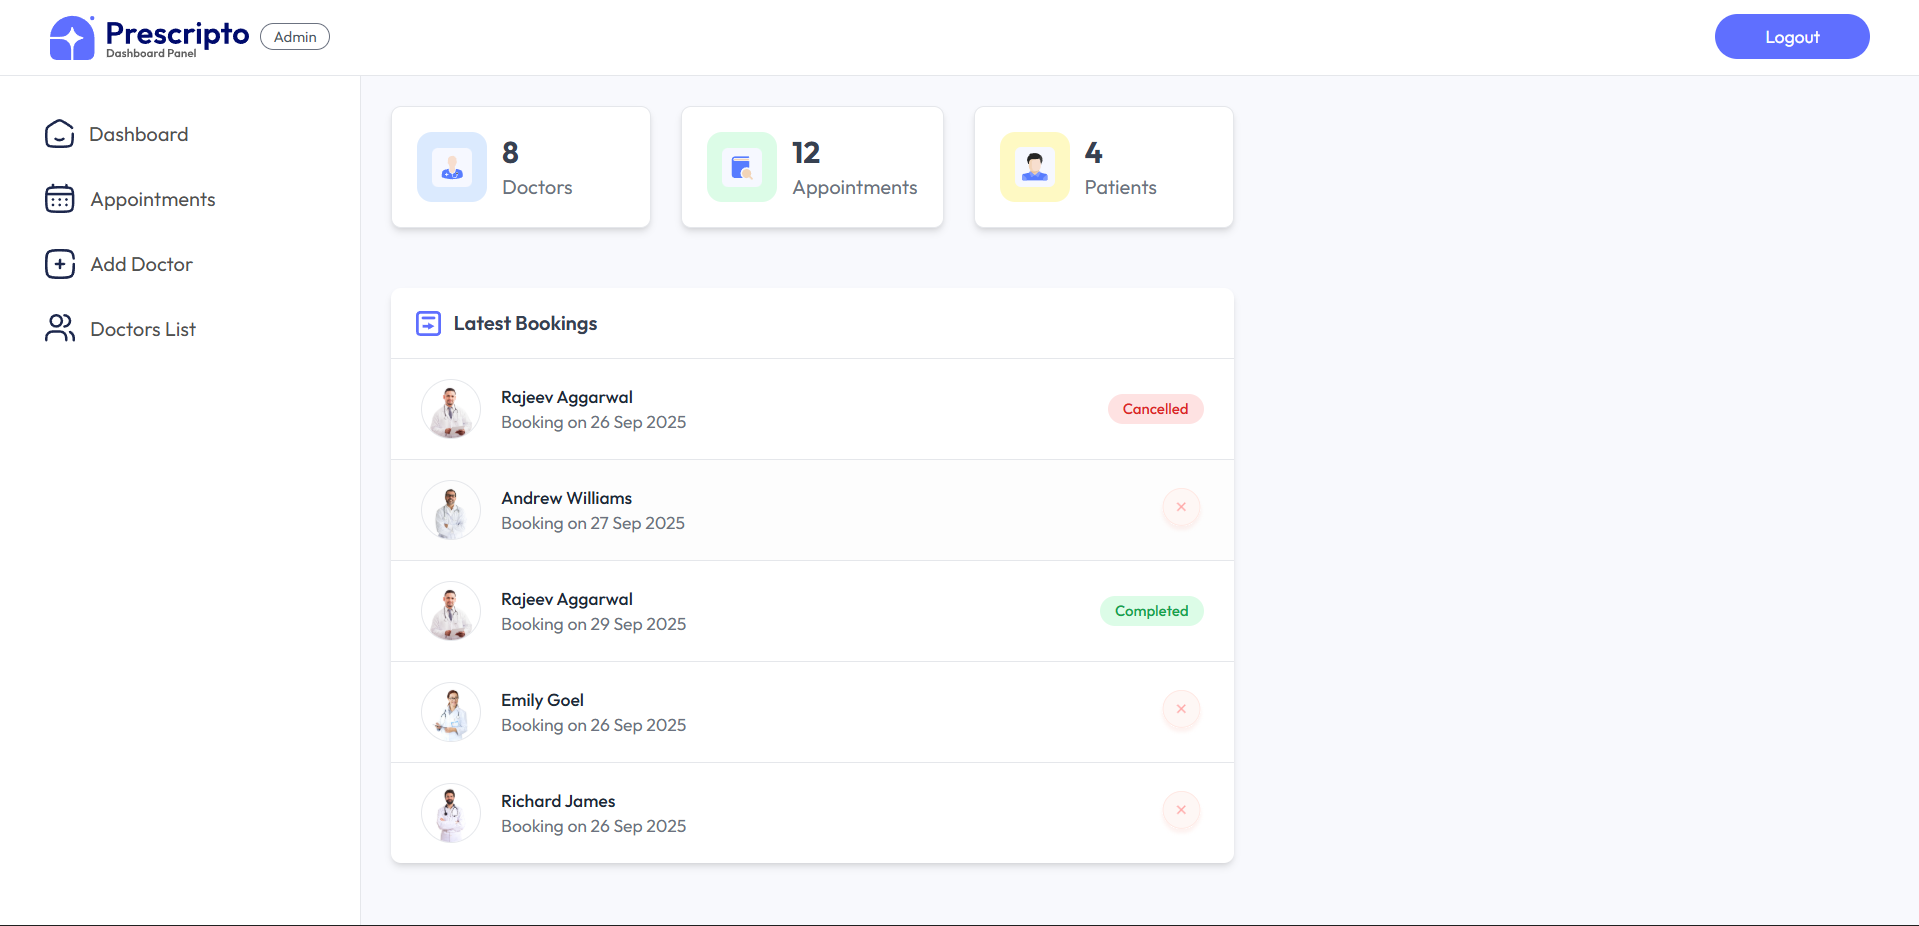 Prescripto
Dashboard Panel
Admin
Logout
Dashboard
Appointments
Add Doctor
Doctors List
8
Doctors
12
Appointments
4
Patients
Latest Bookings
Rajeev Aggarwal
Booking on 26 Sep 2025
Cancelled
Andrew Williams
Booking on 27 Sep 2025
Rajeev Aggarwal
Booking on 29 Sep 2025
Completed
Emily Goel
Booking on 26 Sep 2025
Richard James
Booking on 26 Sep 2025